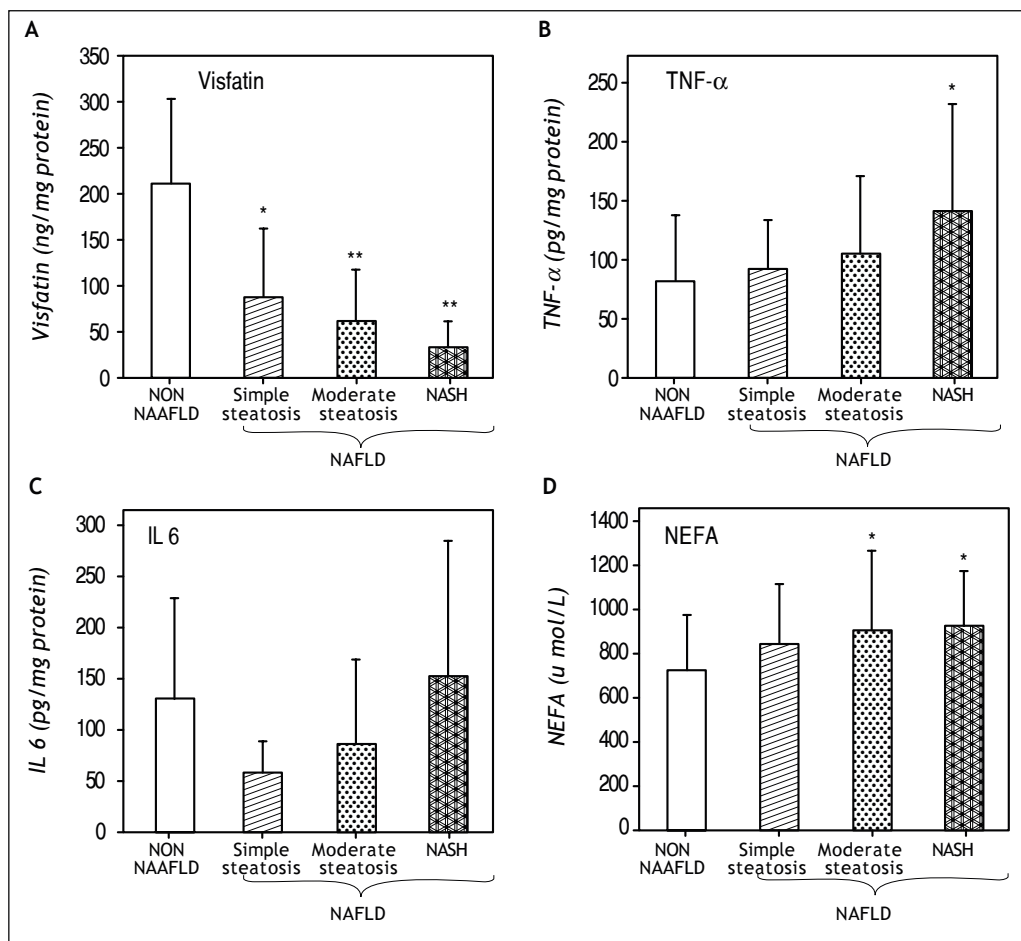 A
Visfatin
Visfatin (ng/mg protein)
350
300
250
200
150
100
50
0
*
**
**
NON Simple Moderate NASH
NAAFLD steatosis steatosis
NAFLD
B
TNF-α
TNF-α (pg/mg protein)
250
200
150
100
50
0
*
NON Simple Moderate NASH
NAAFLD steatosis steatosis
NAFLD
C
IL 6
IL 6 (pg/mg protein)
300
250
200
150
100
50
0
NON Simple Moderate NASH
NAAFLD steatosis steatosis
NAFLD
D
NEFA
NEFA (u mol/L)
1400
1200
1000
800
600
400
200
0
*
*
NON Simple Moderate NASH
NAAFLD steatosis steatosis
NAFLD